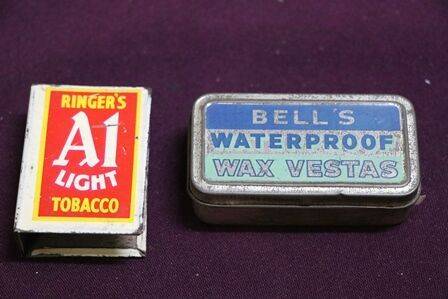 RINGER'S
A1
LIGHT
TOBACCO
BELL'S
WATERPROOF
WAX VESTAS